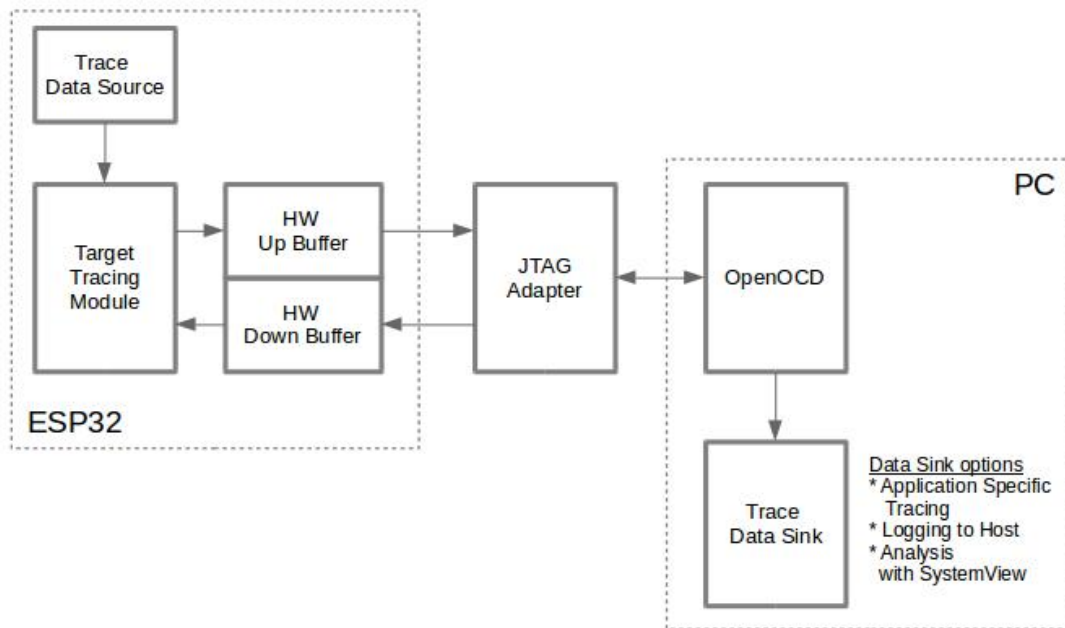 Trace
Data Source
Target
Tracing
Module
HW
Up Buffer
HW
Down Buffer
ESP32
JTAG
Adapter
PC
OpenOCD
Trace
Data Sink
Data Sink options
* Application Specific
Tracing
* Logging to Host
* Analysis
with SystemView